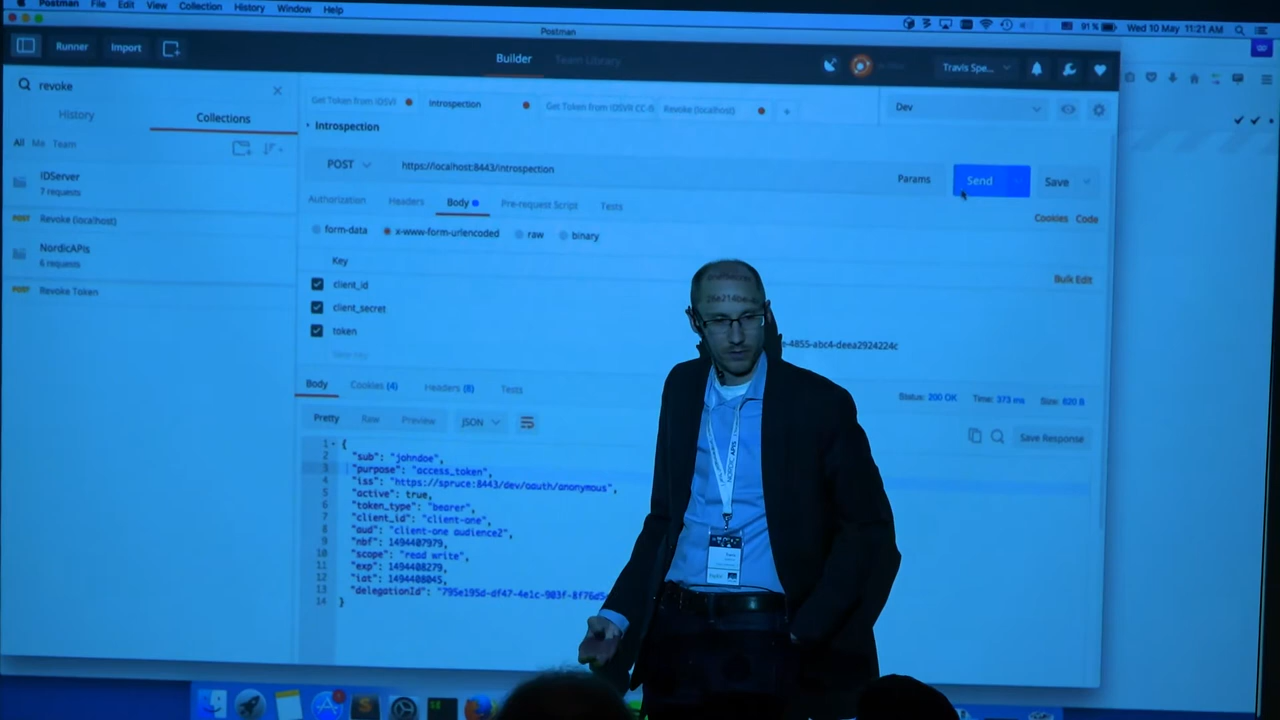 Postman File Edit View Collection History Window Help
91% Wed 10 May 11:21 AM
Postman
Runner Import Builder Team Library Travis Spe...
revoke
History Collections
All Me Team
IDServer
7 requests
POST Revoke (localhost)
NordicAPIs
6 requests
POST Revoke Token
Get Token from IDSVR Introspection Get Token from IDSVR CC-B Revoke (localhost) +
Dev
Introspection
POST https://localhost:8443/introspection Params Send Save
Authorization Headers Body Pre-request Script Tests
Cookies Code
form-data x-www-form-urlencoded raw binary
Key
Bulk Edit
client_id
client_secret
token
e-4855-abc4-deea2924224c
New key
Body Cookies (4) Headers (8) Tests
Status: 200 OK Time: 373 ms Size: 620 B
Pretty Raw Preview JSON
Save Response
1 {
2 "sub": "johndoe",
3 "purpose": "access_token",
4 "iss": "https://spruce:8443/dev/oauth/anonymous",
5 "active": true,
6 "token_type": "bearer",
7 "client_id": "client-one",
8 "aud": "client-one audience2",
9 "nbf": 1494407979,
10 "scope": "read write",
11 "exp": 1494408279,
12 "iat": 1494408045,
13 "delegationId": "795e195d-df47-4e1c-903f-8f76d5
14 }
NORDIC APIS